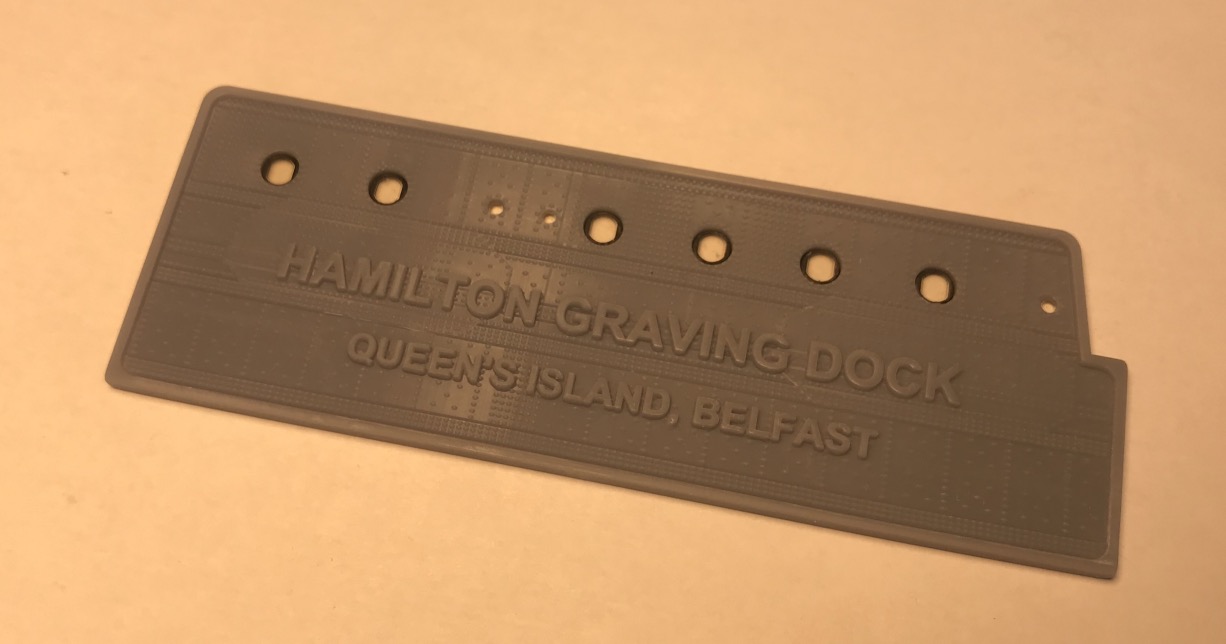 HAMILTON GRAVING DOCK
QUEEN'S ISLAND, BELFAST